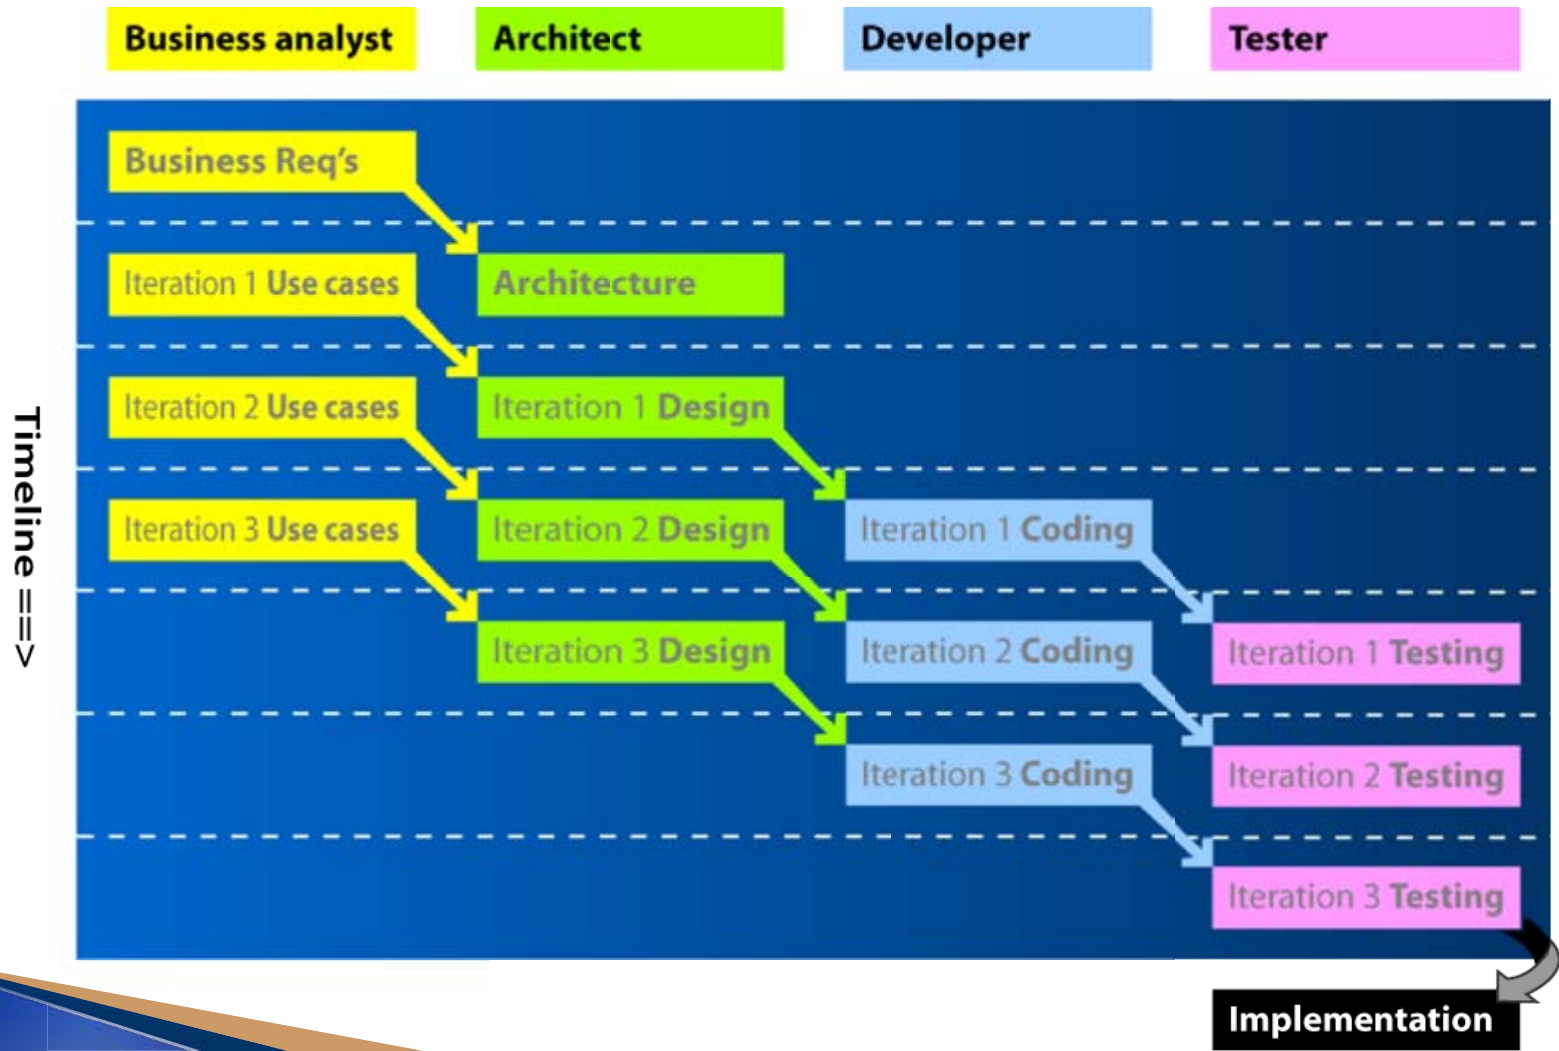 Business analyst
Architect
Developer
Tester
Business Req's
Iteration 1 Use cases
Architecture
Iteration 2 Use cases
Iteration 1 Design
Iteration 3 Use cases
Iteration 2 Design
Iteration 1 Coding
Iteration 3 Design
Iteration 2 Coding
Iteration 1 Testing
Iteration 3 Coding
Iteration 2 Testing
Iteration 3 Testing
Implementation
Timeline ===>